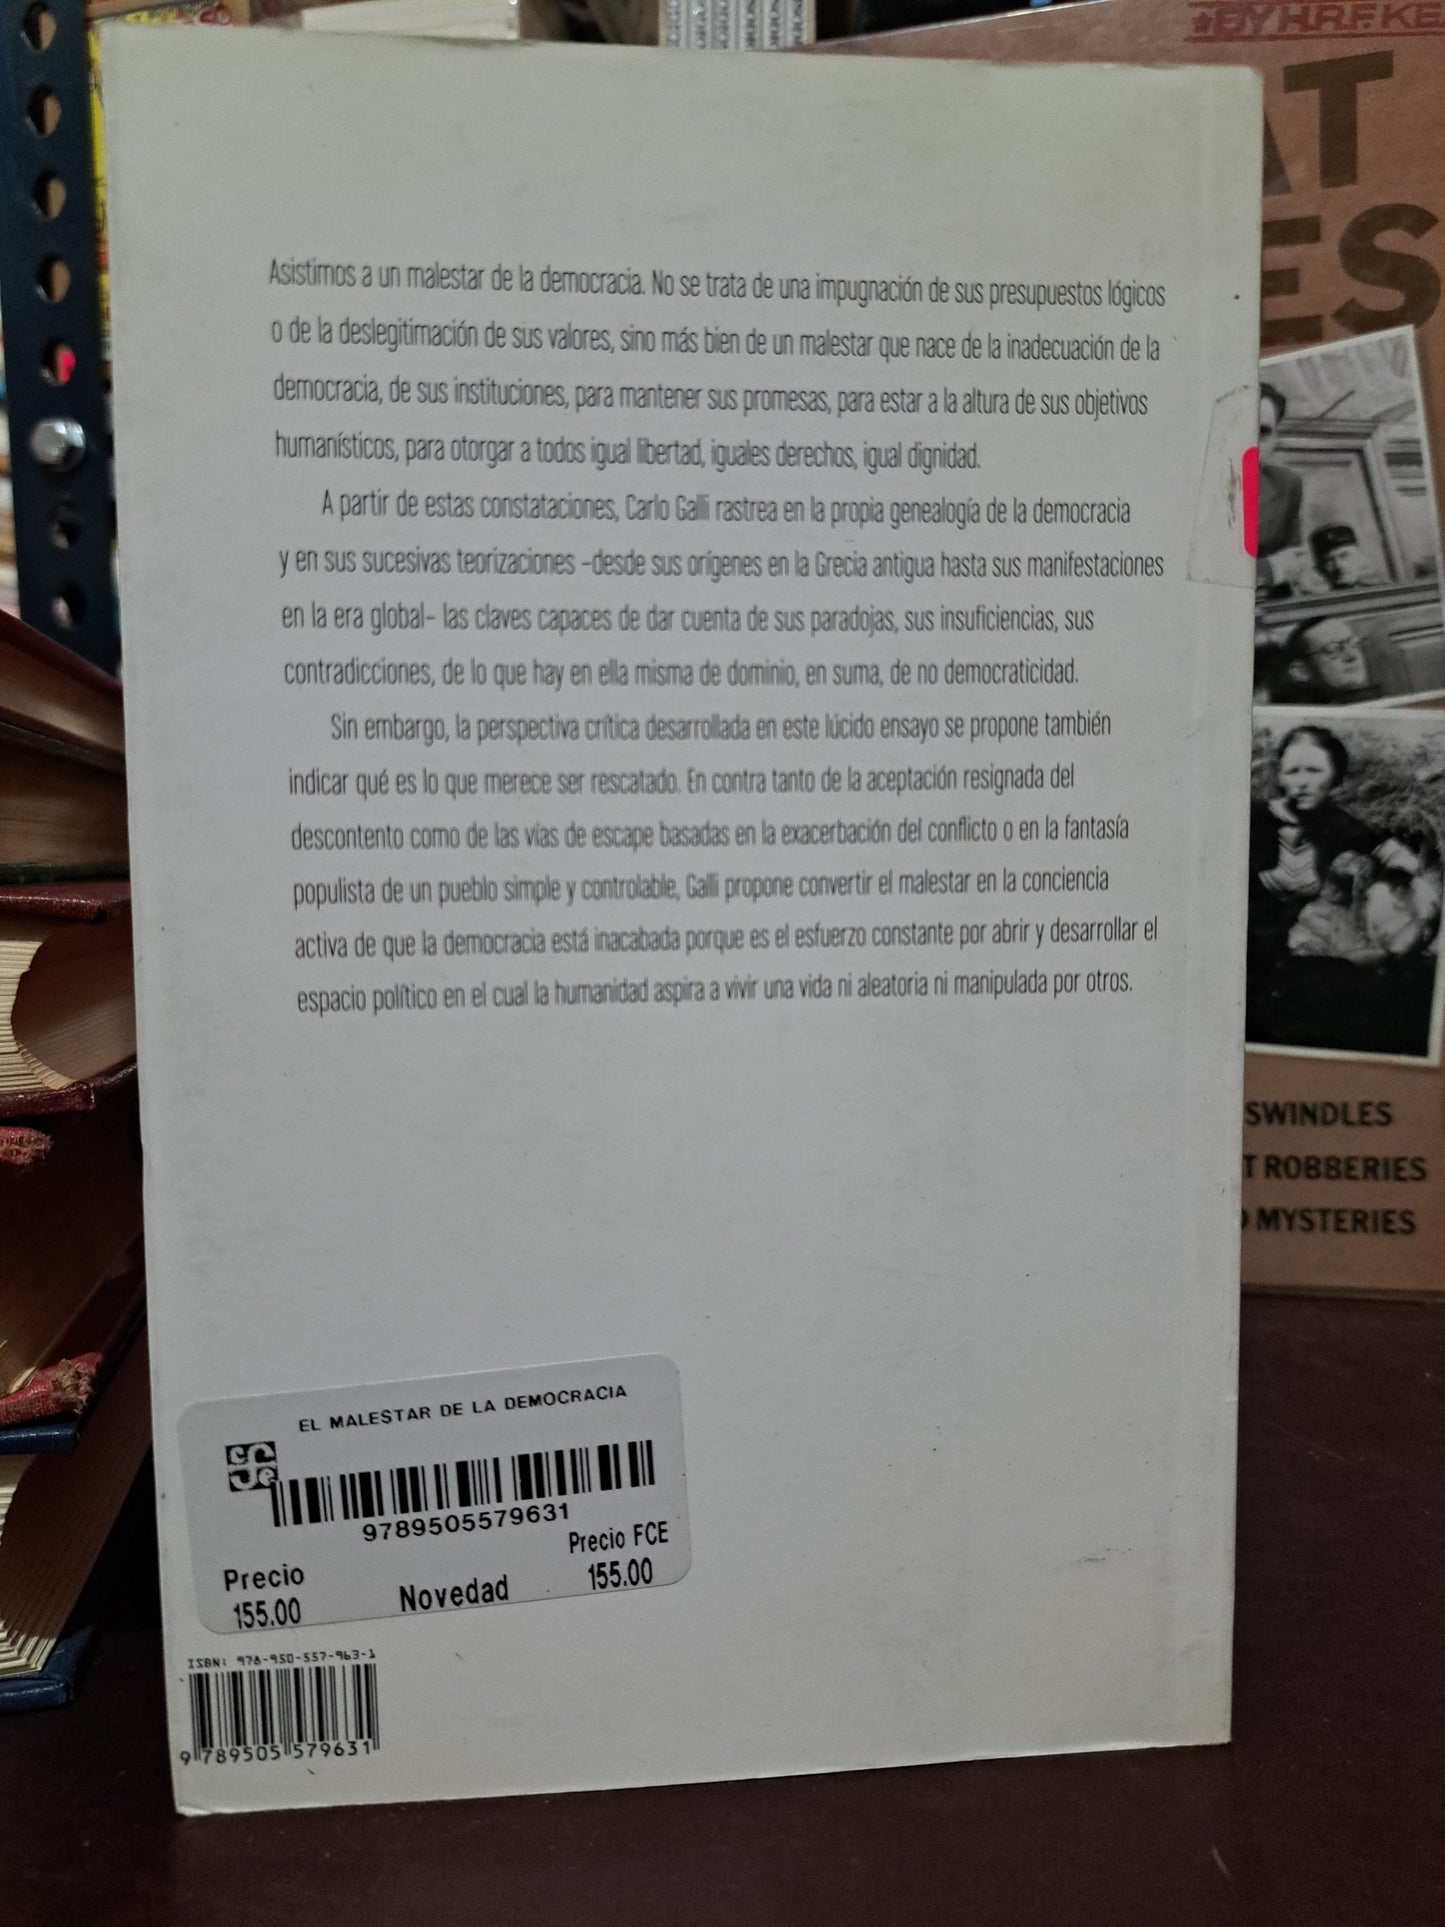 Asistimos a un malestar de la democracia. No se trata de una impugnación de sus presupuestos lógicos
o de la deslegitimación de sus valores, sino más bien de un malestar que nace de la inadecuación de la
democracia, de sus instituciones, para mantener sus promesas, para estar a la altura de sus objetivos
humanísticos, para otorgar a todos igual libertad, iguales derechos, igual dignidad.
A partir de estas constataciones, Carlo Galli rastrea en la propia genealogía de la democracia
y en sus sucesivas teorizaciones –desde sus orígenes en la Grecia antigua hasta sus manifestaciones
en la era global– las claves capaces de dar cuenta de sus paradojas, sus insuficiencias, sus
contradicciones, de lo que hay en ella misma de dominio, en suma, de no democraticidad.
Sin embargo, la perspectiva crítica desarrollada en este lúcido ensayo se propone también
indicar qué es lo que merece ser rescatado. En contra tanto de la aceptación resignada del
descontento como de las vías de escape basadas en la exacerbación del conflicto o en la fantasía
populista de un pueblo simple y controlable, Galli propone convertir el malestar en la conciencia
activa de que la democracia está inacabada porque es el esfuerzo constante por abrir y desarrollar el
espacio político en el cual la humanidad aspira a vivir una vida ni aleatoria ni manipulada por otros.
EL MALESTAR DE LA DEMOCRACIA
9789505579631
Precio FCE
155.00
Precio
155.00
Novedad
ISBN: 978-950-557-963-1
9 789505 579631
BY H.R.F. KE
AT
ES
SWINDLES
T ROBBERIES
MYSTERIES